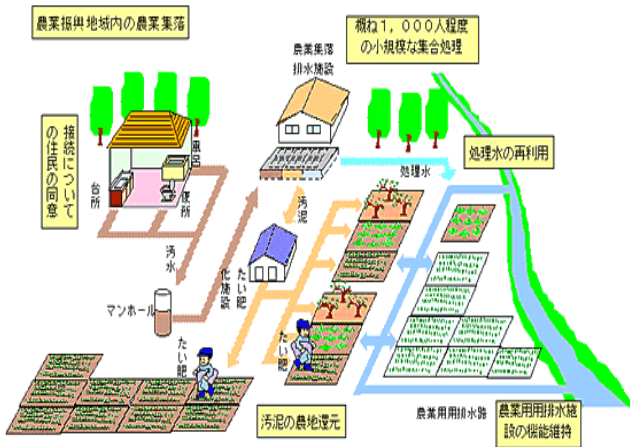 農業振興地域内の農業集落
概ね１，０００人程度
の小規模な集合処理
農業集落
排水施設
接続について
の住民の同意
風呂
台所
便所
処理水
処理水の再利用
汚泥
汚水
たい肥
化施設
マンホール
たい肥
たい肥
汚泥の農地還元
農業用用排水路
農業用用排水施
設の機能維持